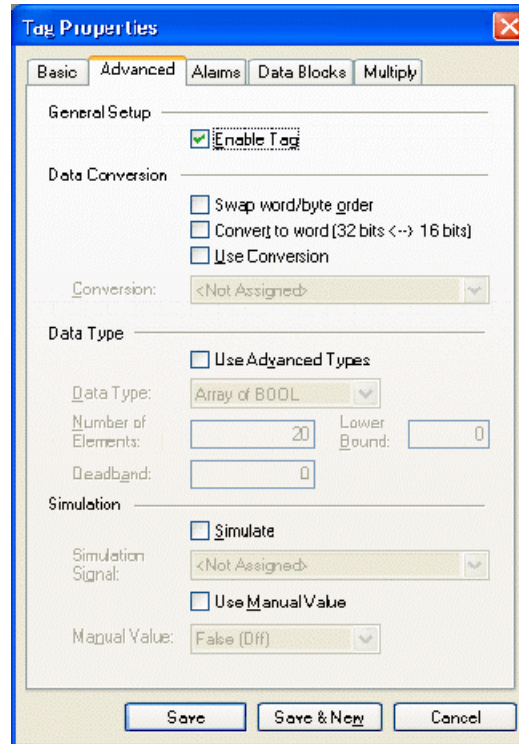 Tag Properties
Basic Advanced Alarms Data Blocks Multiply
General Setup
Enable Tag
Data Conversion
Swap word/byte order
Convert to word (32 bits <--> 16 bits)
Use Conversion
Conversion: <Not Assigned>
Data Type
Use Advanced Types
Data Type: Array of BOOL
Number of Elements: 20 Lower Bound: 0
Deadband: 0
Simulation
Simulate
Simulation Signal: <Not Assigned>
Use Manual Value
Manual Value: False (Off)
Save Save & New Cancel